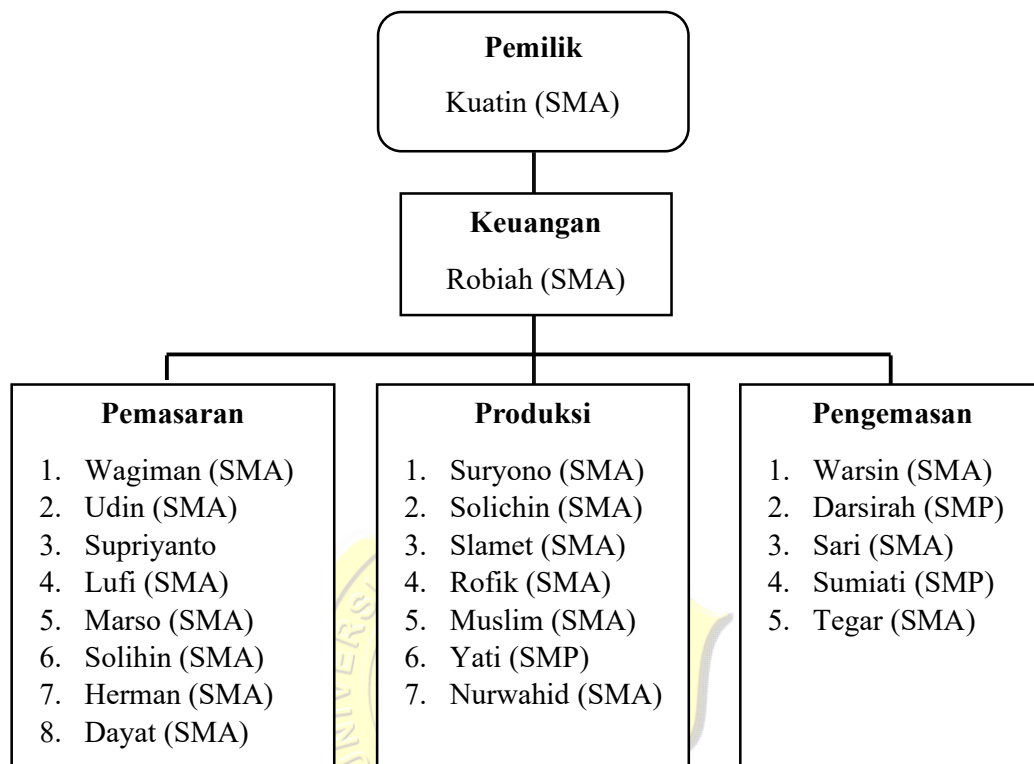 Pemilik
Kuatin (SMA)
Keuangan
Robiah (SMA)
Pemasaran
1. Wagiman (SMA)
2. Udin (SMA)
3. Supriyanto
4. Lufi (SMA)
5. Marso (SMA)
6. Solihin (SMA)
7. Herman (SMA)
8. Dayat (SMA)
Produksi
1. Suryono (SMA)
2. Solichin (SMA)
3. Slamet (SMA)
4. Rofik (SMA)
5. Muslim (SMA)
6. Yati (SMP)
7. Nurwahid (SMA)
Pengemasan
1. Warsin (SMA)
2. Darsirah (SMP)
3. Sari (SMA)
4. Sumiati (SMP)
5. Tegar (SMA)